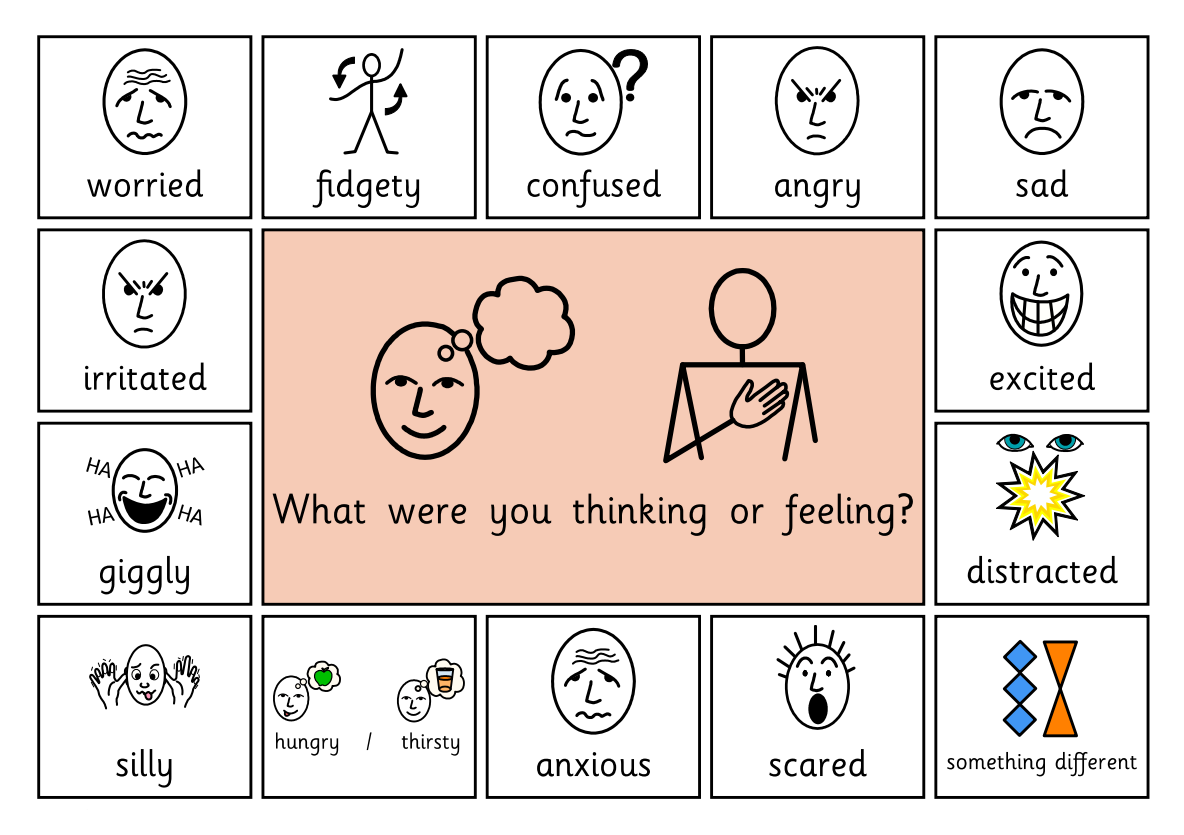 worried
fidgety
confused
angry
sad
irritated
excited
HA HA
HA HA
giggly
What were you thinking or feeling?
distracted
silly
hungry / thirsty
anxious
scared
something different